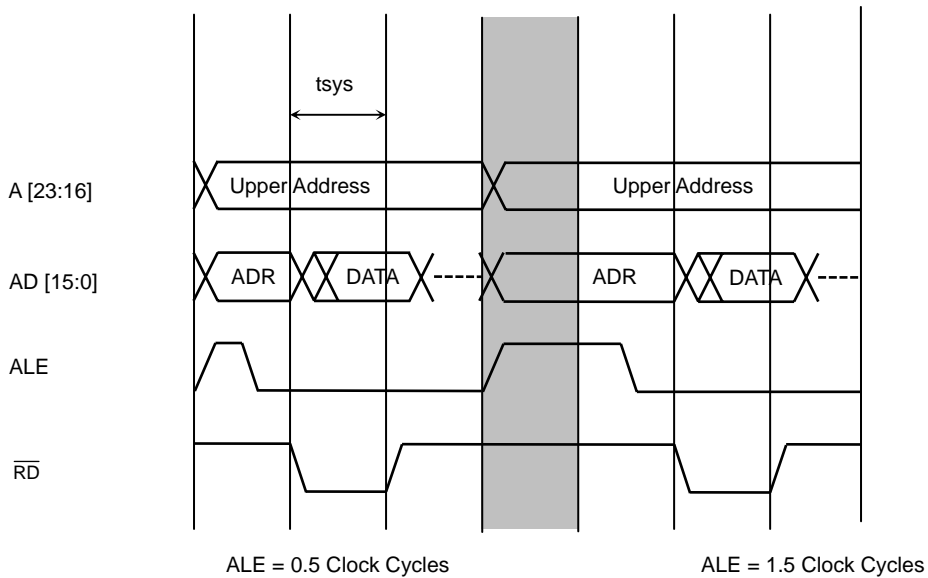 tsys
A [23:16] Upper Address Upper Address
AD [15:0] ADR DATA ADR DATA
ALE
RD
ALE = 0.5 Clock Cycles ALE = 1.5 Clock Cycles